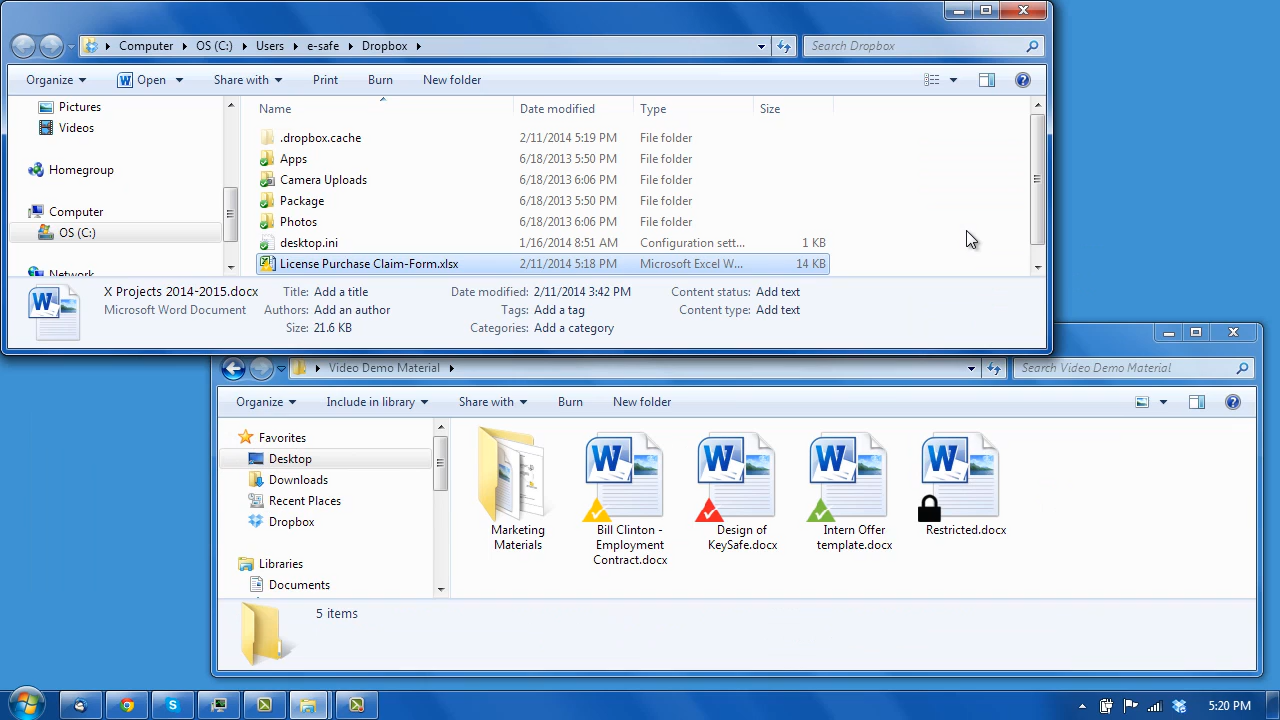 Computer OS (C:) Users e-safe Dropbox Search Dropbox
Organize Open Share with Print Burn New folder
Pictures
Videos
Homegroup
Computer
OS (C:)
Network
Name Date modified Type Size
.dropbox.cache 2/11/2014 5:19 PM File folder
Apps 6/18/2013 5:50 PM File folder
Camera Uploads 6/18/2013 6:06 PM File folder
Package 6/18/2013 5:50 PM File folder
Photos 6/18/2013 6:06 PM File folder
desktop.ini 1/16/2014 8:51 AM Configuration sett... 1 KB
License Purchase Claim-Form.xlsx 2/11/2014 5:18 PM Microsoft Excel W... 14 KB
X Projects 2014-2015.docx Title: Add a title Date modified: 2/11/2014 3:42 PM Content status: Add text
Microsoft Word Document Authors: Add an author Tags: Add a tag Content type: Add text
Size: 21.6 KB Categories: Add a category
Video Demo Material Search Video Demo Material
Organize Include in library Share with Burn New folder
Favorites
Desktop
Downloads
Recent Places
Dropbox
Libraries
Documents
Marketing
Materials
Bill Clinton -
Employment
Contract.docx
Design of
KeySafe.docx
Intern Offer
template.docx
Restricted.docx
5 items
5:20 PM